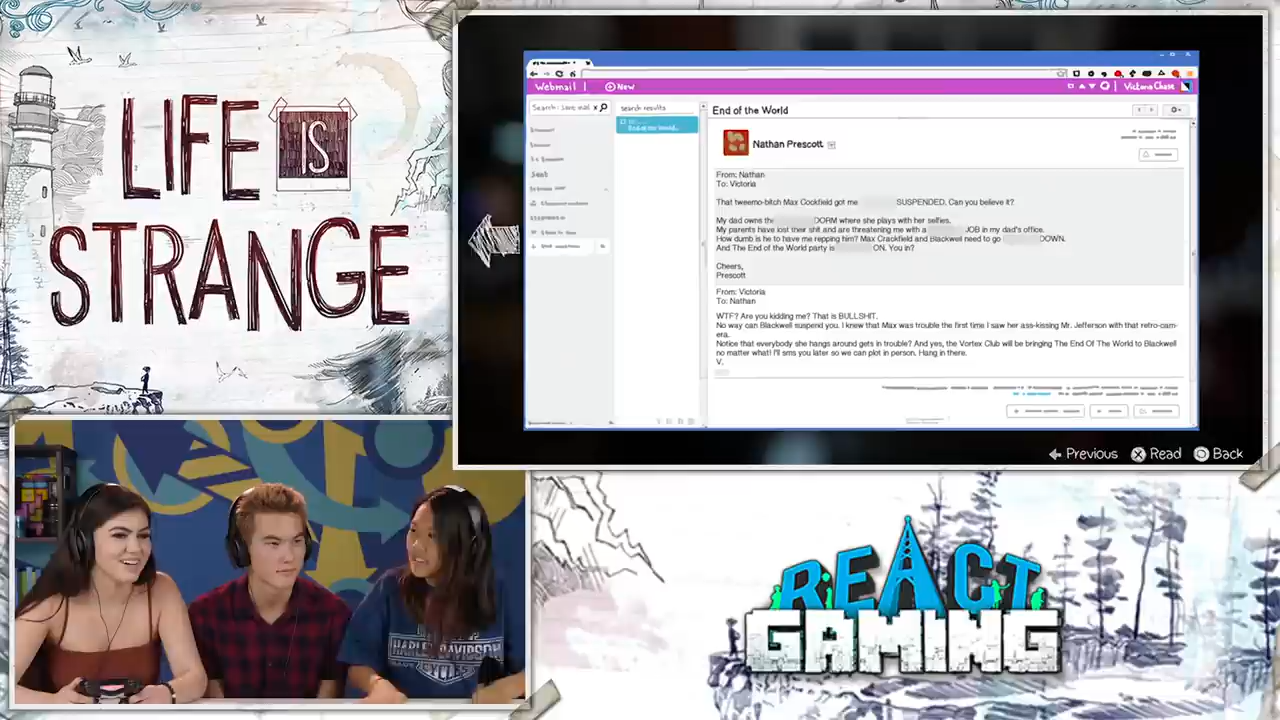 LIFE IS
STRANGE
Webmail
New
Victoria Chase
search results
End of the World...
End of the World
Nathan Prescott
From: Nathan
To: Victoria
That tweemo-bitch Max Cockfield got me SUSPENDED. Can you believe it?
My dad owns the DORM where she plays with her selfies.
My parents have lost their shit and are threatening me with a JOB in my dad's office.
How dumb is he to have me repping him? Max Crackfield and Blackwell need to go DOWN.
And The End of the World party is ON. You in?
Cheers,
Prescott
From: Victoria
To: Nathan
WTF? Are you kidding me? That is BULLSHIT.
No way can Blackwell suspend you. I knew that Max was trouble the first time I saw her ass-kissing Mr. Jefferson with that retro-cam-
era.
Notice that everybody she hangs around gets in trouble? And yes, the Vortex Club will be bringing The End Of The World to Blackwell
no matter what! I'll sms you later so we can plot in person. Hang in there.
V.
Previous
Read
Back
HARLEY-DAVIDSON
REACT
GAMING